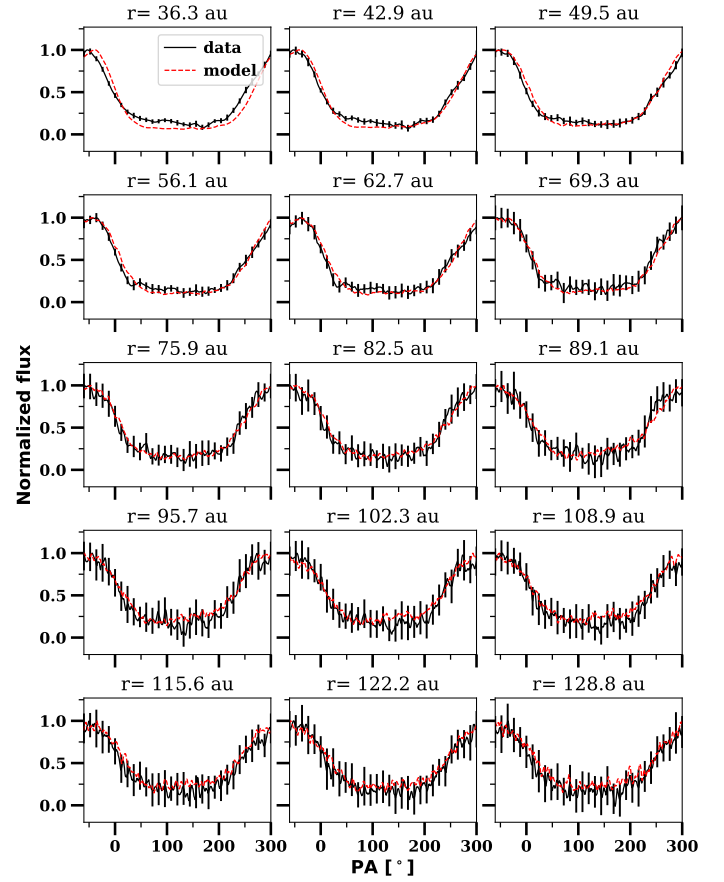 r= 36.3 au r= 42.9 au r= 49.5 au
data
model
1.0
0.5
0.0
r= 56.1 au r= 62.7 au r= 69.3 au
1.0
0.5
0.0
r= 75.9 au r= 82.5 au r= 89.1 au
1.0
0.5
0.0
Normalized flux
r= 95.7 au r= 102.3 au r= 108.9 au
1.0
0.5
0.0
r= 115.6 au r= 122.2 au r= 128.8 au
1.0
0.5
0.0
0 100 200 300 0 100 200 300 0 100 200 300
PA [°]